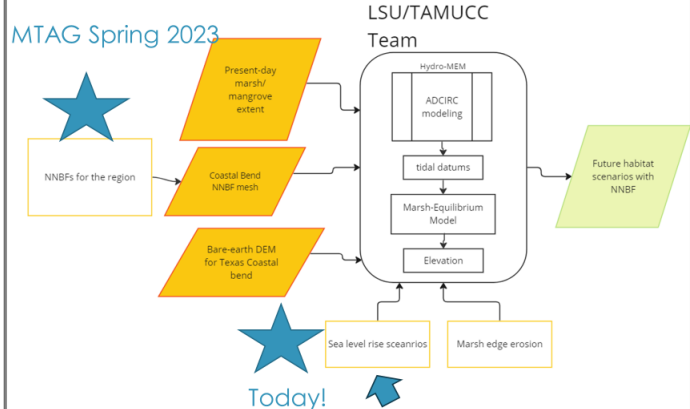 MTAG Spring 2023
LSU/TAMUCC
Team
Present-day
marsh/
mangrove
extent
NNBFs for the region
Coastal Bend
NNBF mesh
Bare-earth DEM
for Texas Coastal
bend
Hydro-MEM
ADCIRC
modeling
tidal datums
Marsh-Equilibrium
Model
Elevation
Future habitat
scenarios with
NNBF
Sea level rise sceanrios
Marsh edge erosion
Today!